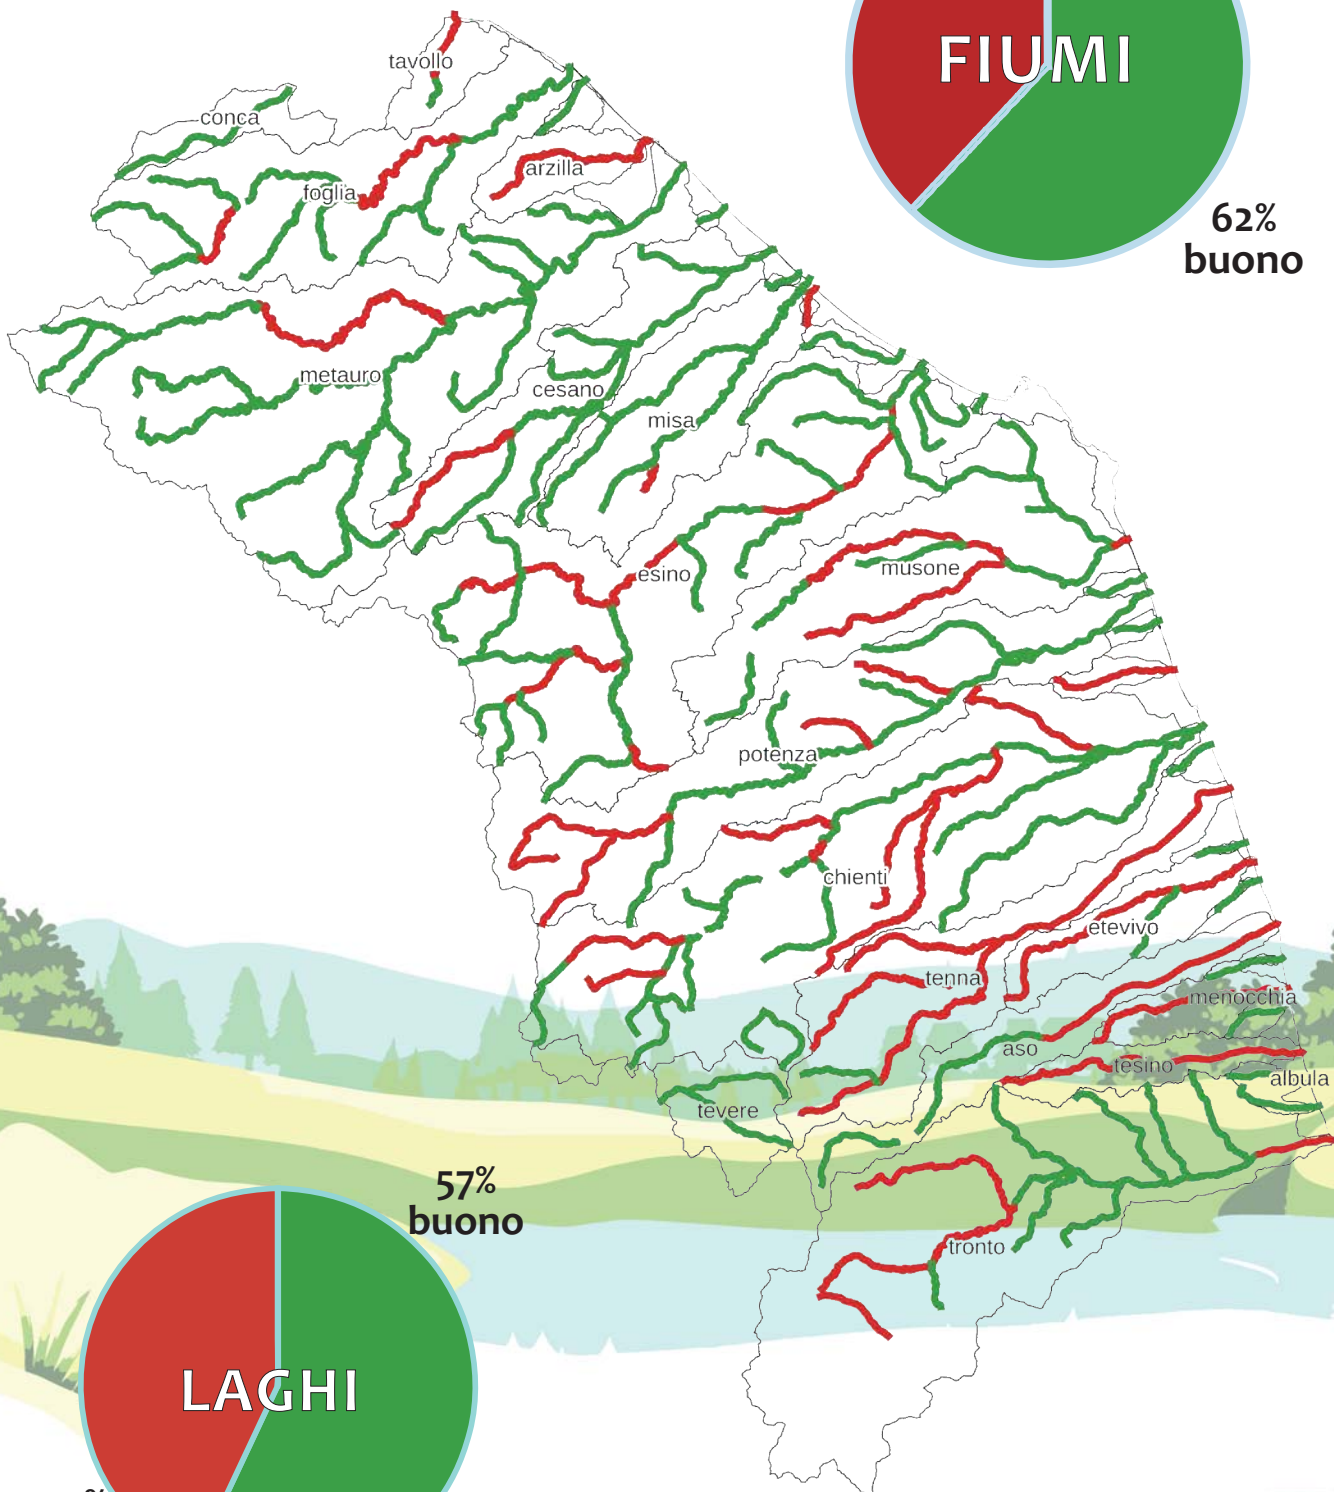 FIUMI
62%
buono
tavollo
conca
arzilla
foglia
metauro
cesano
misa
esino
musone
potenza
chienti
etevivo
tenna
menocchia
aso
tesino
albula
tevere
tronto
57%
buono
LAGHI